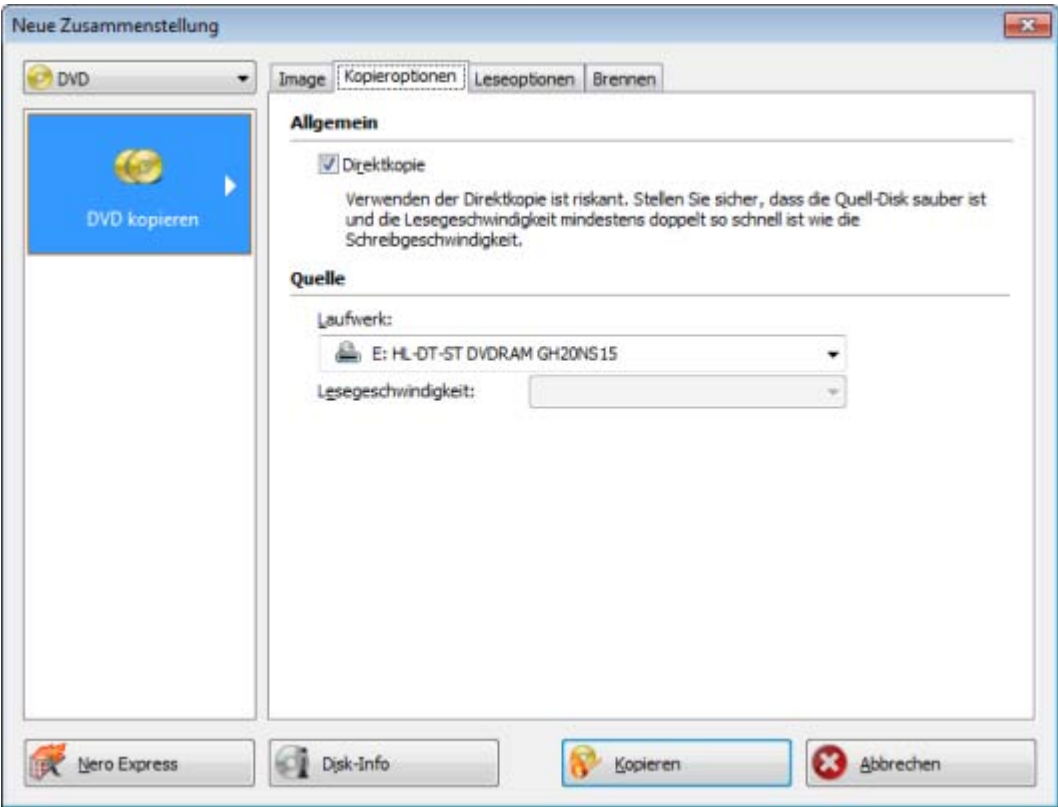 Neue Zusammenstellung
DVD
Image Kopieroptionen Leseoptionen Brennen
DVD kopieren
Allgemein
Direktkopie
Verwenden der Direktkopie ist riskant. Stellen Sie sicher, dass die Quell-Disk sauber ist
und die Lesegeschwindigkeit mindestens doppelt so schnell ist wie die
Schreibgeschwindigkeit.
Quelle
Laufwerk:
E: HL-DT-ST DVDRAM GH20NS15
Lesegeschwindigkeit:
Nero Express
Disk-Info
Kopieren
Abbrechen